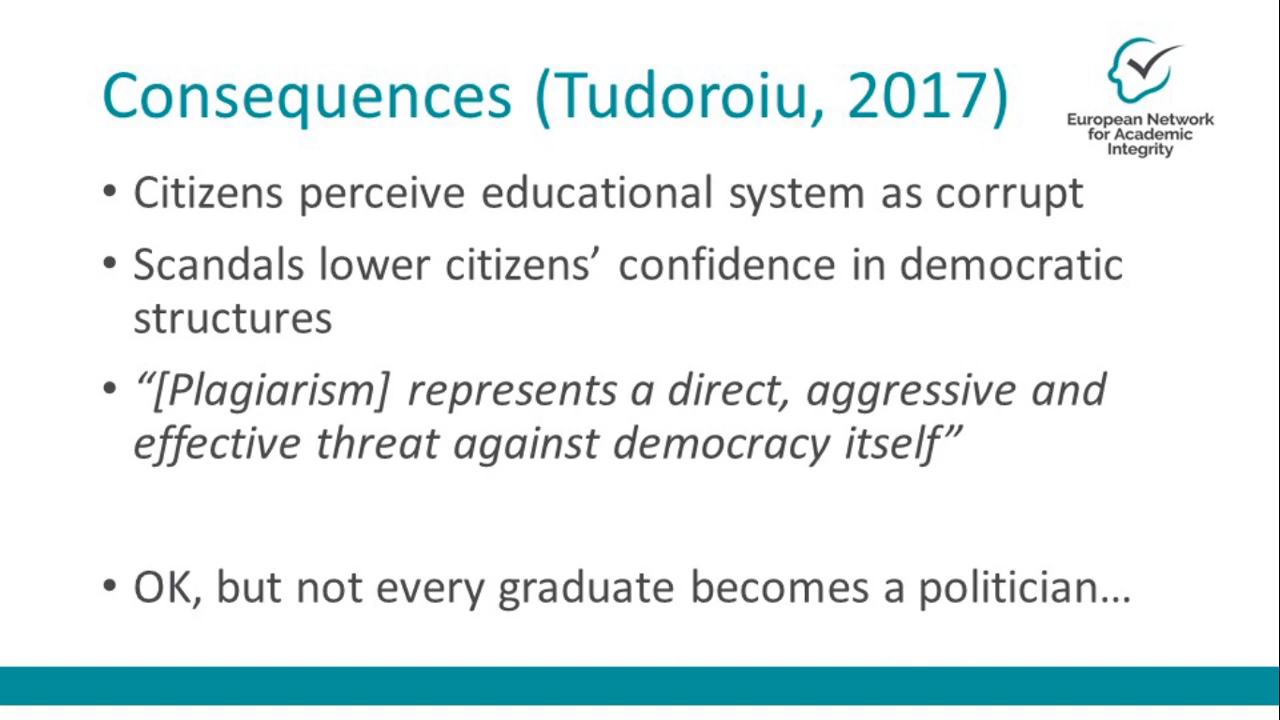 Consequences (Tudoroiu, 2017)
European Network
for Academic
Integrity
• Citizens perceive educational system as corrupt
• Scandals lower citizens’ confidence in democratic
structures
• “[Plagiarism] represents a direct, aggressive and
effective threat against democracy itself”
• OK, but not every graduate becomes a politician…